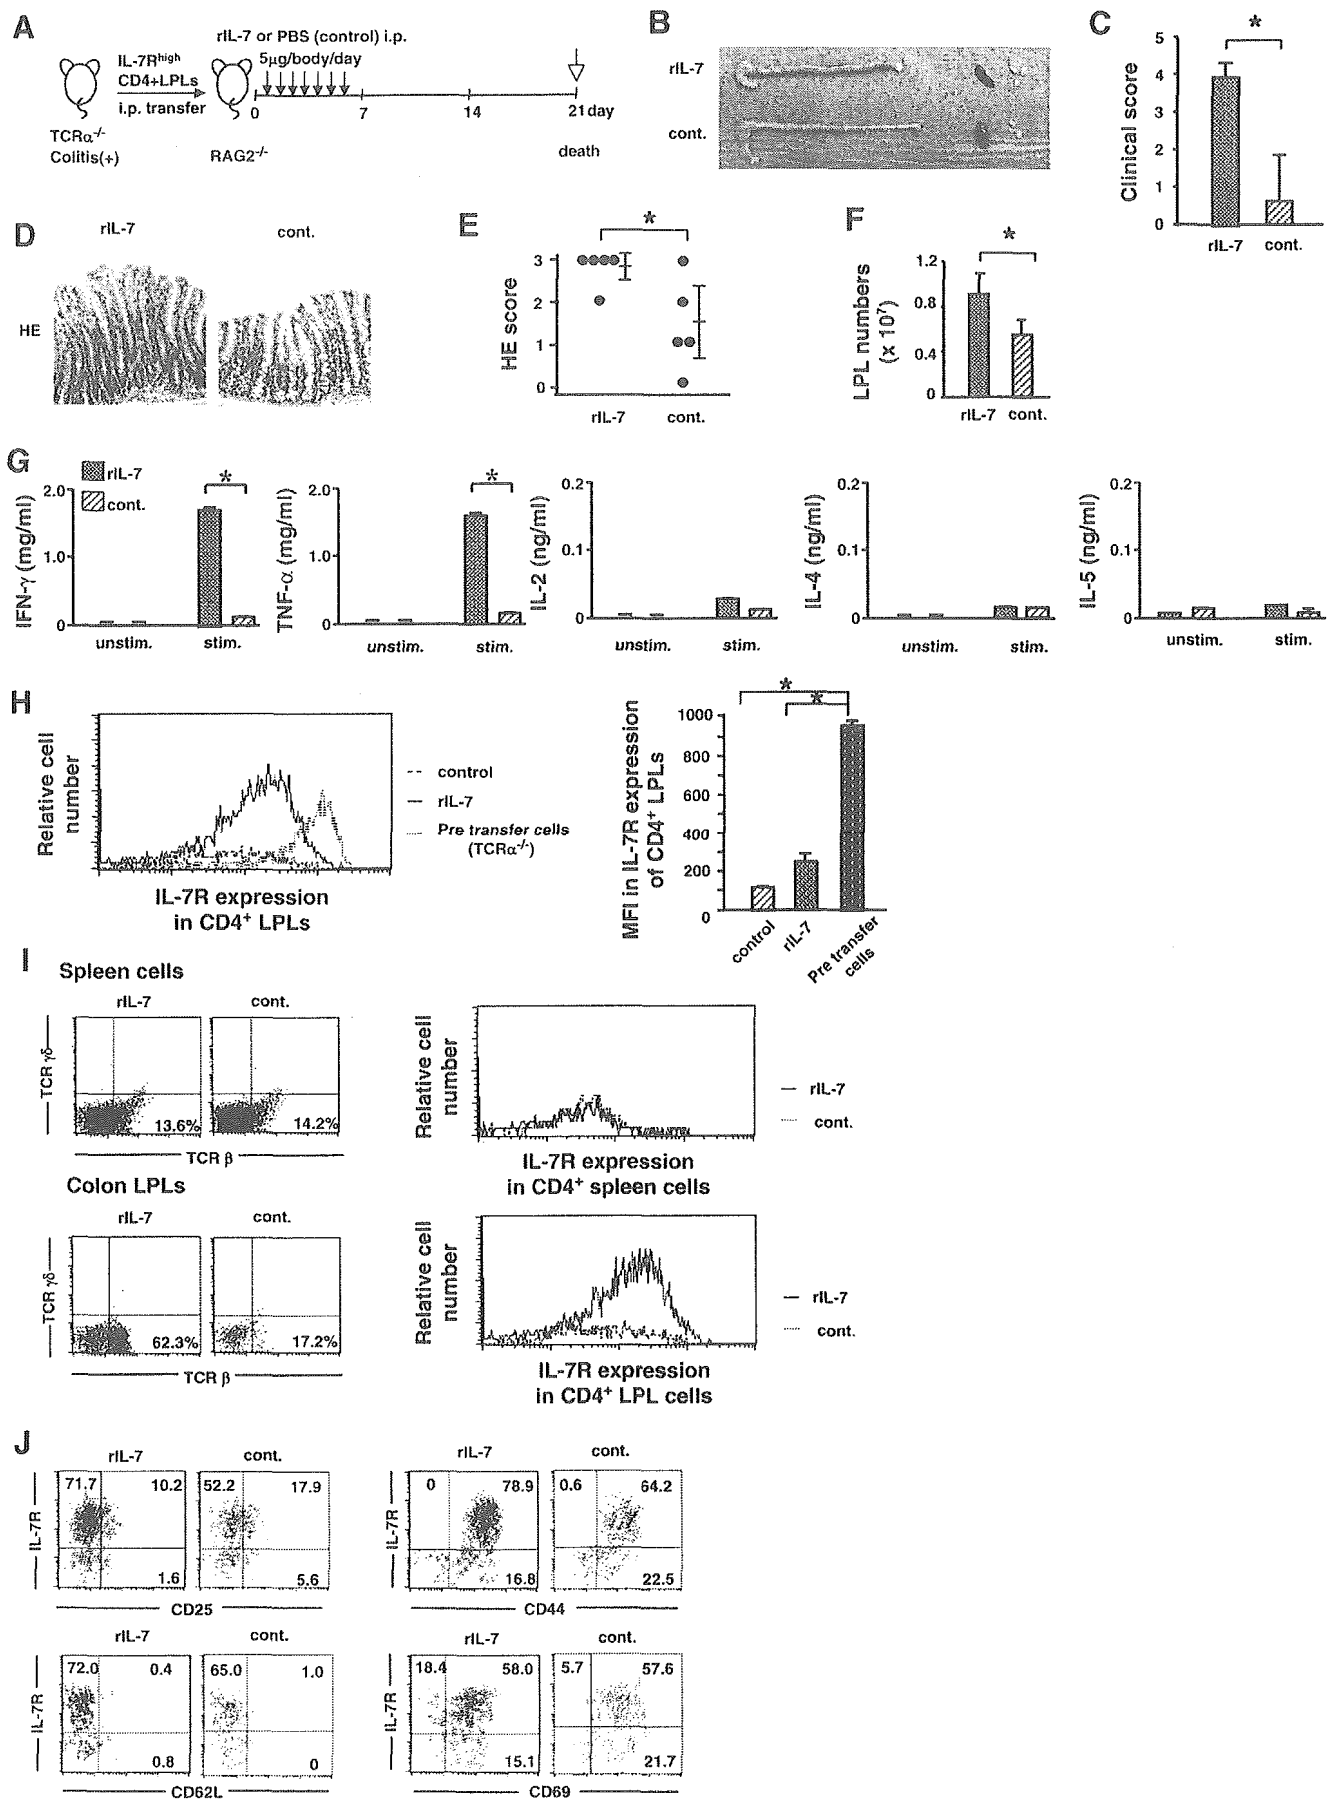 A
rIL-7 or PBS (control) i.p.
5μg/body/day
IL-7Rhigh
CD4+LPLs
i.p. transfer
TCRα-/-
Colitis(+)
RAG2-/-
0
7
14
21day
death
B
rIL-7
cont.
C
Clinical score
5
4
3
2
1
0
*
rIL-7
cont.
D
rIL-7
cont.
HE
E
HE score
3
2
1
0
*
rIL-7
cont.
F
LPL numbers
(x 10⁷)
1.2
0.8
0.4
0
*
rIL-7
cont.
G
rIL-7
cont.
IFN-γ (mg/ml)
2.0
1.0
0
*
unstim.
stim.
TNF-α (mg/ml)
2.0
1.0
0
*
unstim.
stim.
IL-2 (ng/ml)
0.2
0.1
0
unstim.
stim.
IL-4 (ng/ml)
0.2
0.1
0
unstim.
stim.
IL-5 (ng/ml)
0.2
0.1
0
unstim.
stim.
H
Relative cell
number
IL-7R expression
in CD4⁺ LPLs
control
rIL-7
Pre transfer cells
(TCRα-/-)
MFI in IL-7R expression
of CD4⁺ LPLs
1000
800
600
400
200
0
*
*
control
rIL-7
Pre transfer
cells
I
Spleen cells
rIL-7
cont.
TCR γδ
13.6%
14.2%
TCR β
Relative cell
number
rIL-7
cont.
IL-7R expression
in CD4⁺ spleen cells
Colon LPLs
rIL-7
cont.
TCR γδ
62.3%
17.2%
TCR β
Relative cell
number
rIL-7
cont.
IL-7R expression
in CD4⁺ LPL cells
J
rIL-7
cont.
IL-7R
71.7
10.2
1.6
52.2
17.9
5.6
CD25
rIL-7
cont.
IL-7R
0
78.9
16.8
0.6
64.2
22.5
CD44
rIL-7
cont.
IL-7R
72.0
0.4
0.8
65.0
1.0
0
CD62L
rIL-7
cont.
IL-7R
18.4
58.0
15.1
5.7
57.6
21.7
CD69